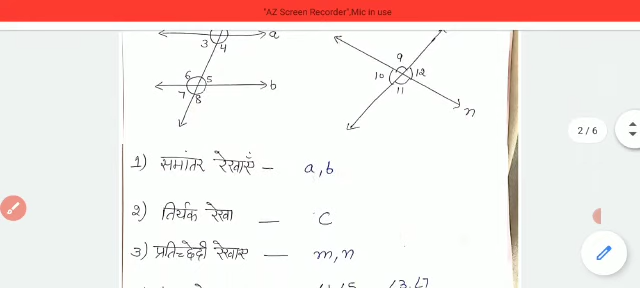 "AZ Screen Recorder",Mic in use
a
3 4
6 5
b
7 8
9
10 12
11
n
2/6
1) समांतर रेखाएँ - a,b
2) तिर्यक रेखा - C
3) प्रतिच्छेदी रेखाए - m,n